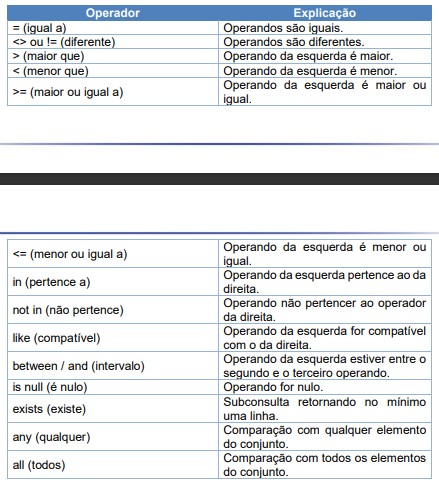 Operador Explicação
= (igual a) Operandos são iguais.
<> ou != (diferente) Operandos são diferentes.
> (maior que) Operando da esquerda é maior.
< (menor que) Operando da esquerda é menor.
>= (maior ou igual a) Operando da esquerda é maior ou
igual.
<= (menor ou igual a) Operando da esquerda é menor ou
igual.
in (pertence a) Operando da esquerda pertence ao da
direita.
not in (não pertence) Operando não pertencer ao operador
da direita.
like (compatível) Operando da esquerda for compatível
com o da direita.
between / and (intervalo) Operando da esquerda estiver entre o
segundo e o terceiro operando.
is null (é nulo) Operando for nulo.
exists (existe) Subconsulta retornando no mínimo
uma linha.
any (qualquer) Comparação com qualquer elemento
do conjunto.
all (todos) Comparação com todos os elementos
do conjunto.